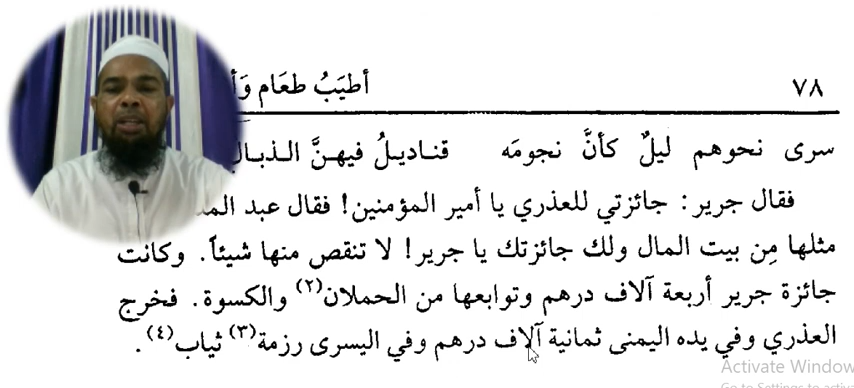 ٧٨ أطيَبُ طعَام وَأ
سرى نحوهم ليلٌ كأنَّ نجومَه قناديلُ فيهنَّ الذبال
فقال جرير: جائزتي للعذري يا أمير المؤمنين! فقال عبد
مثلها مِن بيت المال ولك جائزتك يا جرير! لا تنقص منها شيئاً. وكانت
جائزة جرير أربعة آلاف درهم وتوابعها من الحملان(٢) والكسوة. فخرج
العذري وفي يده اليمنى ثمانية آلاف درهم وفي اليسرى رزمة(٣) ثياب(٤).
Activate Window